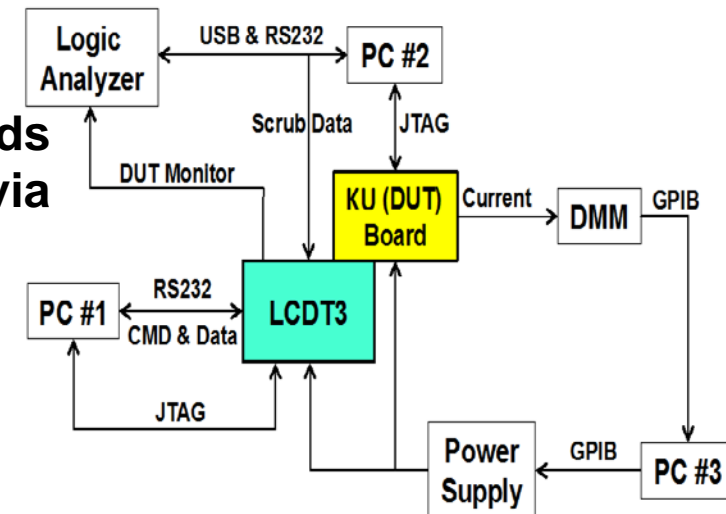 Logic
Analyzer
USB & RS232
PC #2
Scrub Data
JTAG
ds
via
DUT Monitor
KU (DUT)
Board
Current
DMM
GPIB
PC #1
RS232
CMD & Data
LCDT3
JTAG
Power
Supply
GPIB
PC #3